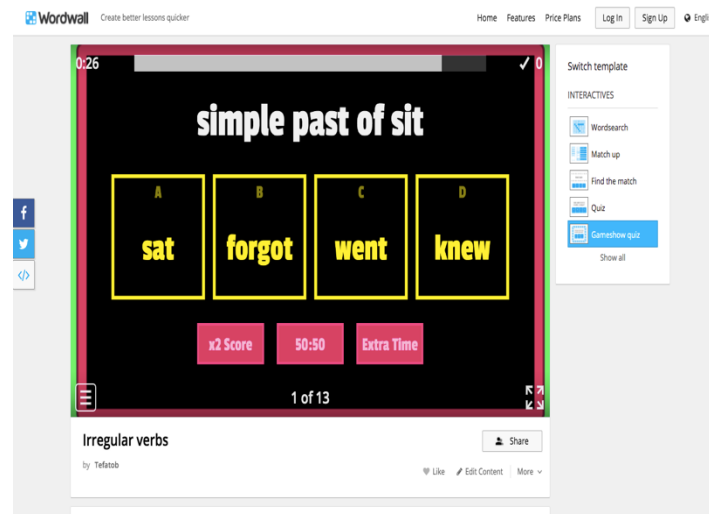 Wordwall Create better lessons quicker Home Features Price Plans Log In Sign Up Engli
0:26 ✓ 0
simple past of sit
A B C D
sat forgot went knew
x2 Score 50:50 Extra Time
1 of 13
Switch template
INTERACTIVES
Wordsearch
Match up
Find the match
Quiz
Gameshow quiz
Show all
f
</>
Irregular verbs Share
by Tefatob
Like Edit Content More